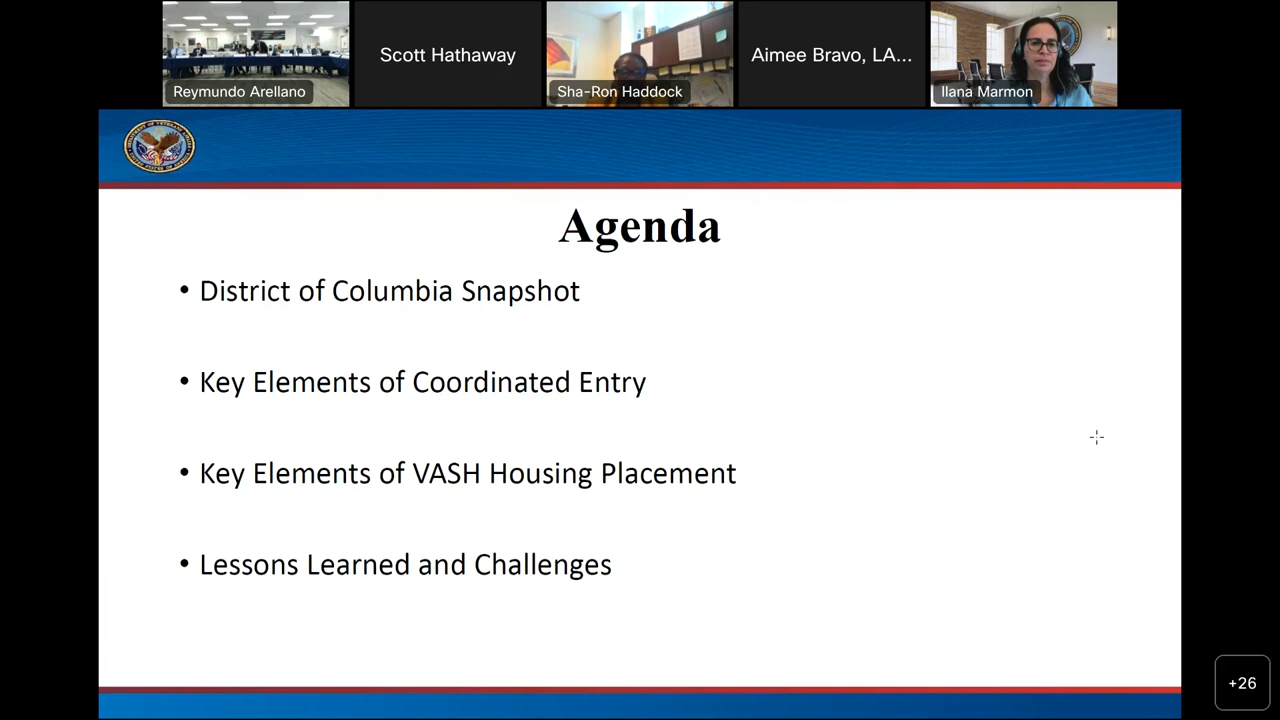 Reymundo Arellano
Scott Hathaway
Sha-Ron Haddock
Aimee Bravo, LA...
Ilana Marmon
Agenda
• District of Columbia Snapshot
• Key Elements of Coordinated Entry
• Key Elements of VASH Housing Placement
• Lessons Learned and Challenges
+26